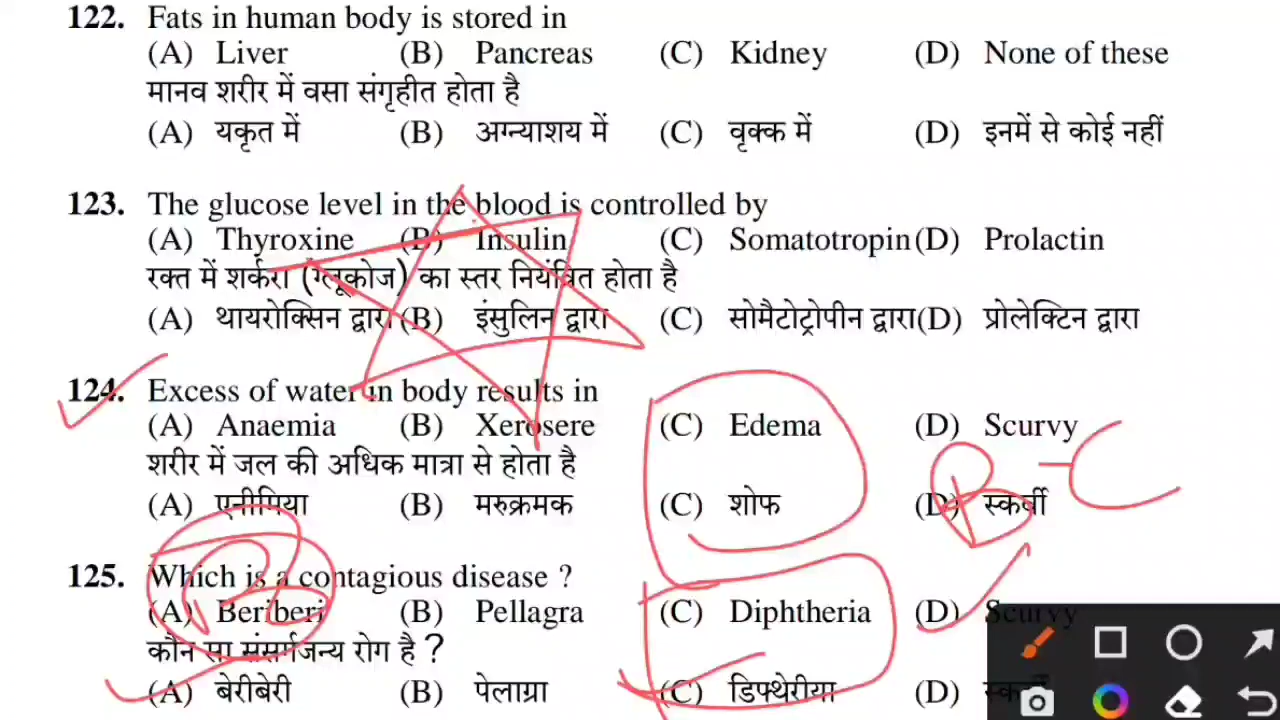 122. Fats in human body is stored in
(A) Liver (B) Pancreas (C) Kidney (D) None of these
मानव शरीर में वसा संगृहीत होता है
(A) यकृत में (B) अग्न्याशय में (C) वृक्क में (D) इनमें से कोई नहीं
123. The glucose level in the blood is controlled by
(A) Thyroxine (B) Insulin (C) Somatotropin (D) Prolactin
रक्त में शर्करा (ग्लूकोज) का स्तर नियंत्रित होता है
(A) थायरोक्सिन द्वारा (B) इंसुलिन द्वारा (C) सोमैटोट्रोपीन द्वारा (D) प्रोलेक्टिन द्वारा
124. Excess of water in body results in
(A) Anaemia (B) Xerosere (C) Edema (D) Scurvy
शरीर में जल की अधिक मात्रा से होता है
(A) एनीमिया (B) मरुक्रमक (C) शोफ (D) स्कर्वी
B - C
125. Which is a contagious disease ?
(A) Beriberi (B) Pellagra (C) Diphtheria (D) Scurvy
कौन सा संसर्गजन्य रोग है ?
(A) बेरीबेरी (B) पेलाग्रा (C) डिफ्थेरीया (D) स्कर्वी